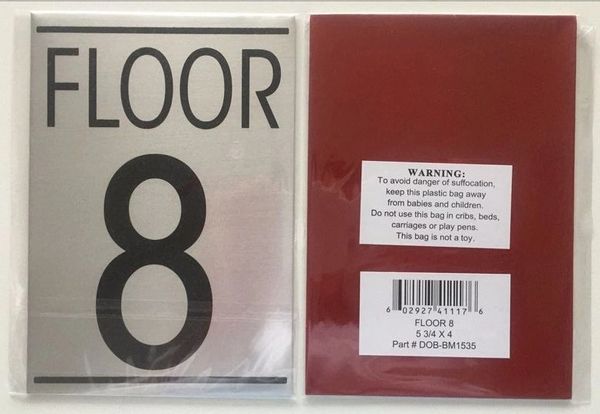 FLOOR
8
WARNING:
To avoid danger of suffocation,
keep this plastic bag away
from babies and children.
Do not use this bag in cribs, beds,
carriages or play pens.
This bag is not a toy.
6 02927 41117 6
FLOOR 8
5 3/4 X 4
Part # DOB-BM1535